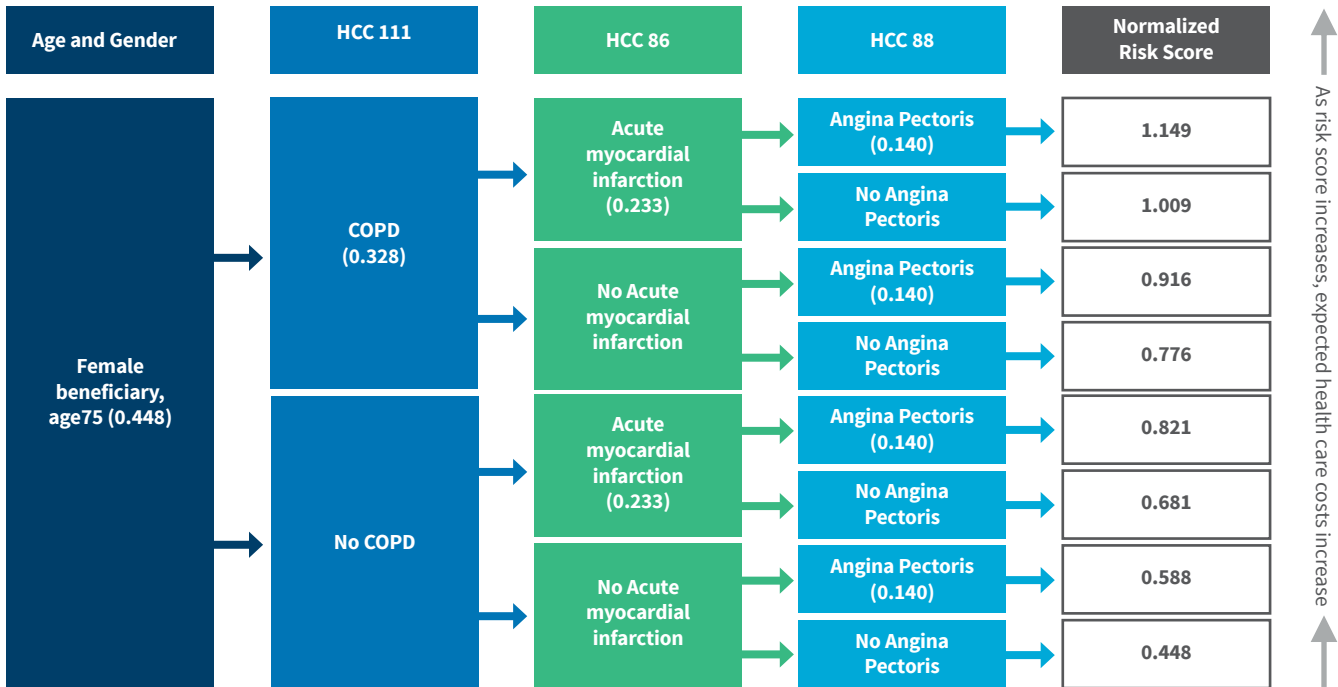 Age and Gender
HCC 111
HCC 86
HCC 88
Normalized
Risk Score
Female
beneficiary,
age75 (0.448)
COPD
(0.328)
No COPD
Acute
myocardial
infarction
(0.233)
No Acute
myocardial
infarction
Acute
myocardial
infarction
(0.233)
No Acute
myocardial
infarction
Angina Pectoris
(0.140)
No Angina
Pectoris
Angina Pectoris
(0.140)
No Angina
Pectoris
Angina Pectoris
(0.140)
No Angina
Pectoris
Angina Pectoris
(0.140)
No Angina
Pectoris
1.149
1.009
0.916
0.776
0.821
0.681
0.588
0.448
As risk score increases, expected health care costs increase